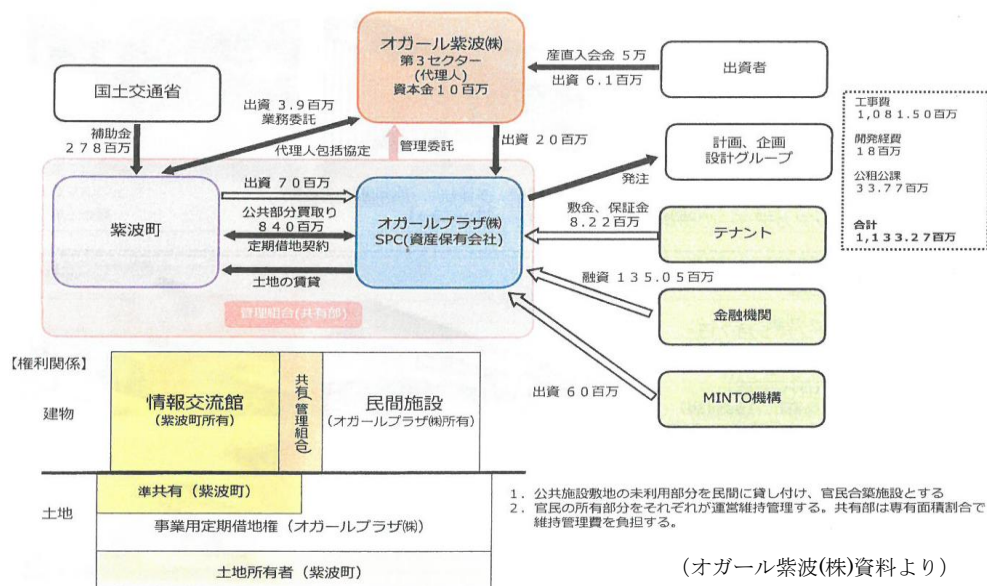 オガール紫波㈱
第3セクター
(代理人)
資本金10百万
産直入会金 5万
出資 6.1百万
出資者
国土交通省
補助金
278百万
出資 3.9百万
業務委託
代理人包括協定
管理委託
出資 20百万
計画、企画
設計グループ
発注
工事費
1,081.50百万
開発経費
18百万
公租公課
33.77百万
合計
1,133.27百万
紫波町
出資 70百万
公共部分買取り
840百万
定期借地契約
土地の賃貸
オガールプラザ㈱
SPC(資産保有会社)
敷金、保証金
8.22百万
テナント
融資 135.05百万
金融機関
出資 60百万
MINTO機構
管理組合(共有部)
【権利関係】
建物
情報交流館
(紫波町所有)
共有(管理組合)
民間施設
(オガールプラザ㈱所有)
土地
準共有(紫波町)
事業用定期借地権(オガールプラザ㈱)
土地所有者(紫波町)
1. 公共施設敷地の未利用部分を民間に貸し付け、官民合築施設とする
2. 官民の所有部分をそれぞれが運営維持管理する。共有部は専有面積割合で
維持管理費を負担する。
(オガール紫波㈱資料より)